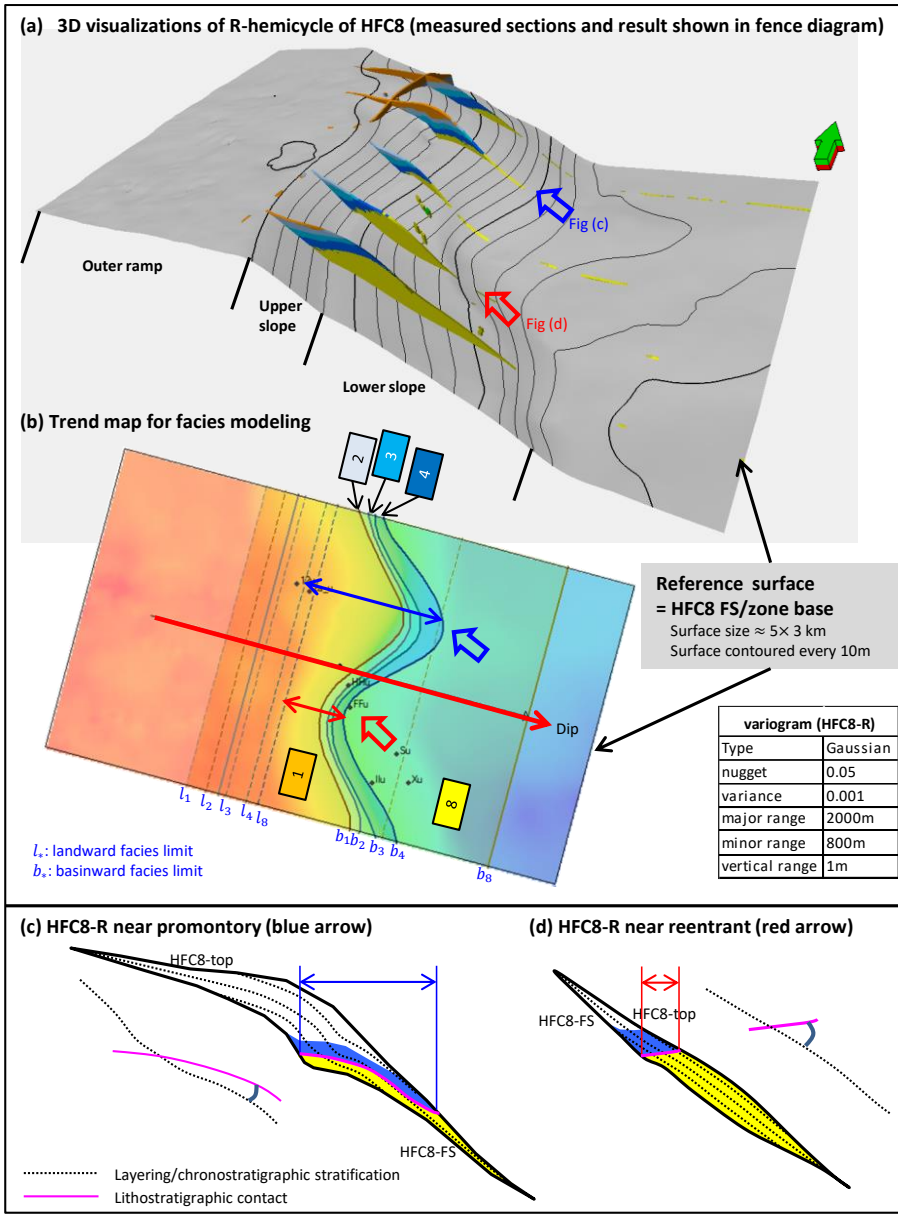 (a) 3D visualizations of R-hemicycle of HFC8 (measured sections and result shown in fence diagram)
Fig (c)
Outer ramp
Upper
slope
Fig (d)
Lower slope
(b) Trend map for facies modeling
2
3
4
Reference surface
= HFC8 FS/zone base
Surface size ≈ 5× 3 km
Surface contoured every 10m
HHu
FFu
Su
Dip
1
Ilu
Xu
8
l₁ l₂ l₃ l₄ l₈
b₁ b₂ b₃ b₄
b₈
l*: landward facies limit
b*: basinward facies limit
variogram (HFC8-R)
Type Gaussian
nugget 0.05
variance 0.001
major range 2000m
minor range 800m
vertical range 1m
(c) HFC8-R near promontory (blue arrow)
HFC8-top
HFC8-FS
(d) HFC8-R near reentrant (red arrow)
HFC8-FS
HFC8-top
Layering/chronostratigraphic stratification
Lithostratigraphic contact